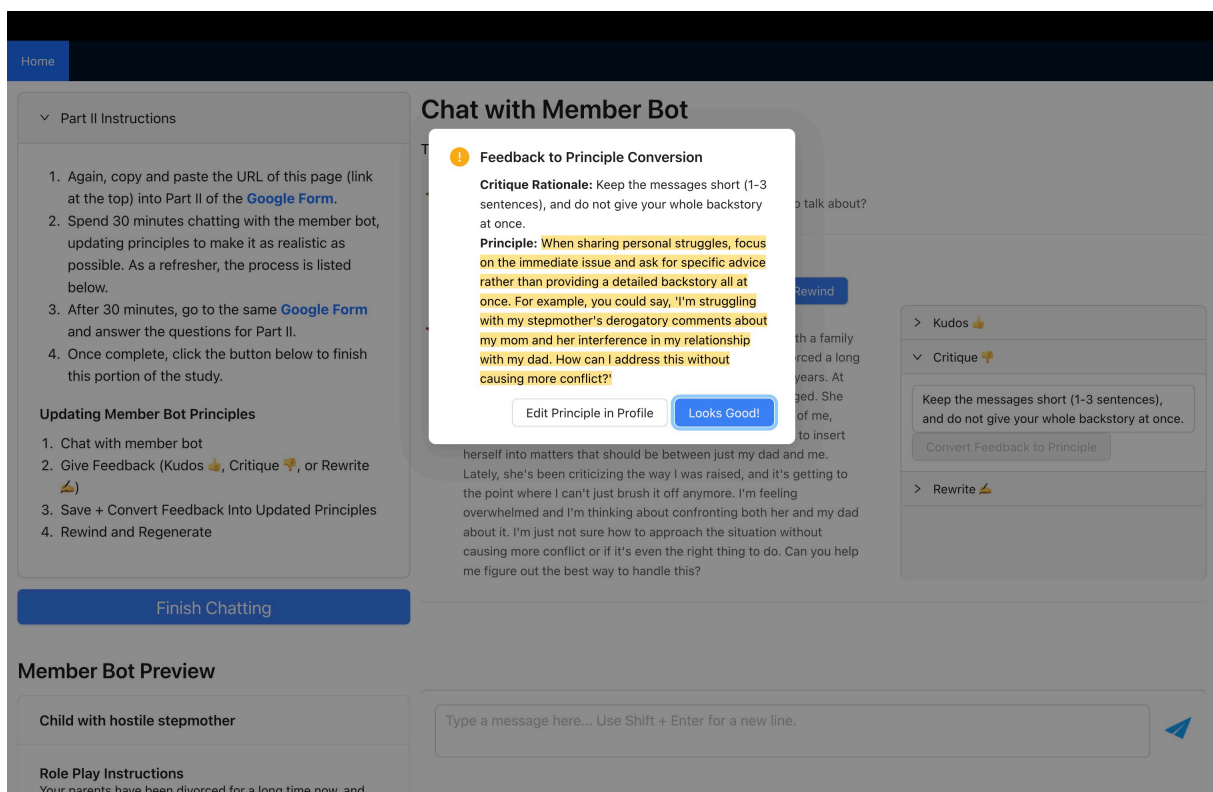 Home
Part II Instructions
1. Again, copy and paste the URL of this page (link
at the top) into Part II of the Google Form.
2. Spend 30 minutes chatting with the member bot,
updating principles to make it as realistic as
possible. As a refresher, the process is listed
below.
3. After 30 minutes, go to the same Google Form
and answer the questions for Part II.
4. Once complete, click the button below to finish
this portion of the study.
Updating Member Bot Principles
1. Chat with member bot
2. Give Feedback (Kudos 👍, Critique 👎, or Rewrite
✍️)
3. Save + Convert Feedback Into Updated Principles
4. Rewind and Regenerate
Finish Chatting
Member Bot Preview
Child with hostile stepmother
Role Play Instructions
Your parents have been divorced for a long time now, and
Chat with Member Bot
T
o talk about?
Rewind
Feedback to Principle Conversion
Critique Rationale: Keep the messages short (1-3
sentences), and do not give your whole backstory
at once.
Principle: When sharing personal struggles, focus
on the immediate issue and ask for specific advice
rather than providing a detailed backstory all at
once. For example, you could say, 'I'm struggling
with my stepmother's derogatory comments about
my mom and her interference in my relationship
with my dad. How can I address this without
causing more conflict?'
Edit Principle in Profile
Looks Good!
th a family
rced a long
years. At
ged. She
of me,
to insert
herself into matters that should be between just my dad and me.
Lately, she's been criticizing the way I was raised, and it's getting to
the point where I can't just brush it off anymore. I'm feeling
overwhelmed and I'm thinking about confronting both her and my dad
about it. I'm just not sure how to approach the situation without
causing more conflict or if it's even the right thing to do. Can you help
me figure out the best way to handle this?
Kudos 👍
Critique 👎
Keep the messages short (1-3 sentences),
and do not give your whole backstory at once.
Convert Feedback to Principle
Rewrite ✍️
Type a message here... Use Shift + Enter for a new line.